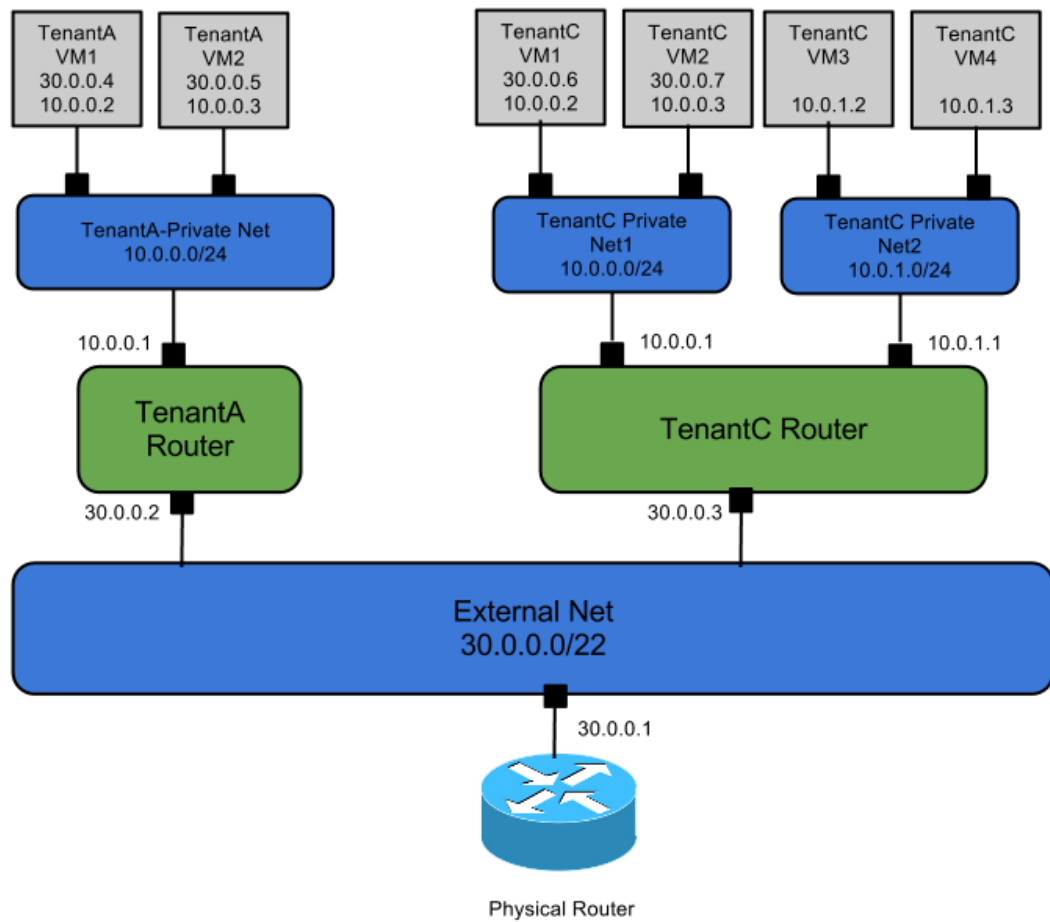 TenantA
VM1
30.0.0.4
10.0.0.2
TenantA
VM2
30.0.0.5
10.0.0.3
TenantC
VM1
30.0.0.6
10.0.0.2
TenantC
VM2
30.0.0.7
10.0.0.3
TenantC
VM3
10.0.1.2
TenantC
VM4
10.0.1.3
TenantA-Private Net
10.0.0.0/24
TenantC Private
Net1
10.0.0.0/24
TenantC Private
Net2
10.0.1.0/24
10.0.0.1
10.0.0.1
10.0.1.1
TenantA
Router
TenantC Router
30.0.0.2
30.0.0.3
External Net
30.0.0.0/22
30.0.0.1
Physical Router